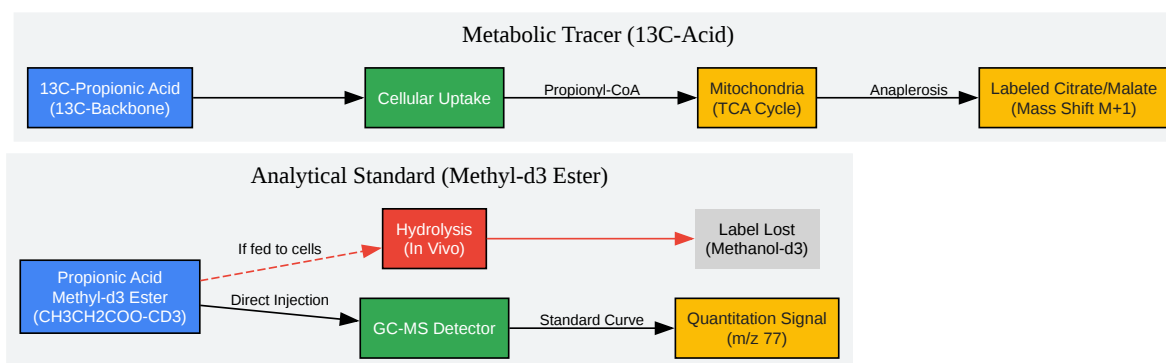 Metabolic Tracer (13C-Acid)
13C-Propionic Acid
(13C-Backbone)
Cellular Uptake
Propionyl-CoA
Mitochondria
(TCA Cycle)
Anaplerosis
Labeled Citrate/Malate
(Mass Shift M+1)
Analytical Standard (Methyl-d3 Ester)
Propionic Acid
Methyl-d3 Ester
(CH3CH2COO-CD3)
If fed to cells
Hydrolysis
(In Vivo)
Label Lost
(Methanol-d3)
Direct Injection
GC-MS Detector
Standard Curve
Quantitation Signal
(m/z 77)